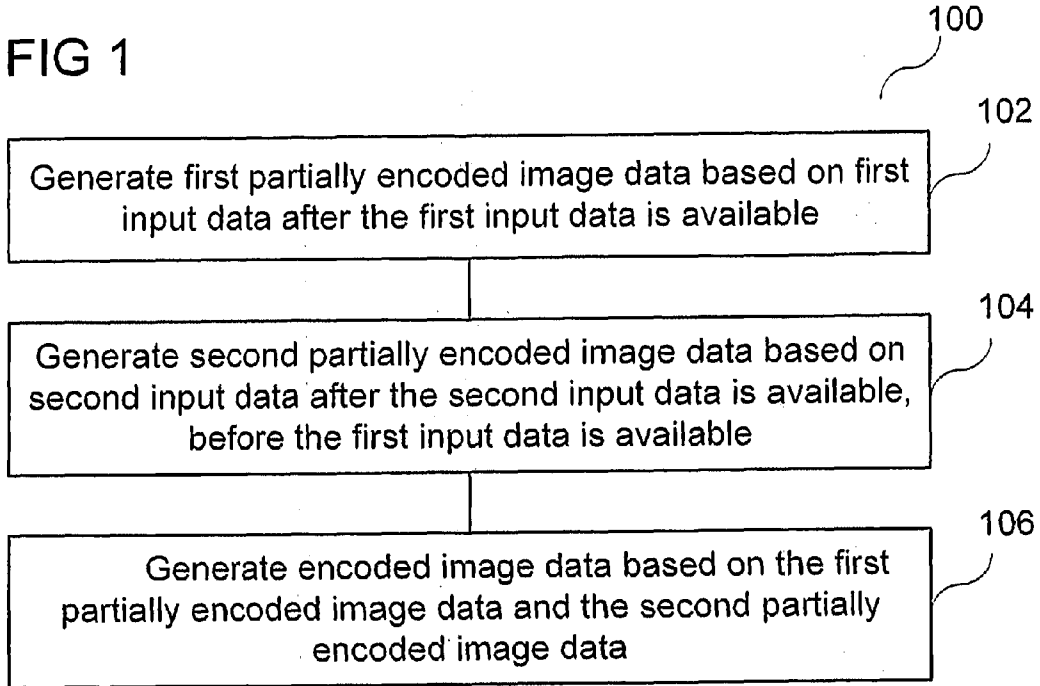 100
FIG 1
102
Generate first partially encoded image data based on first
input data after the first input data is available
104
Generate second partially encoded image data based on
second input data after the second input data is available,
before the first input data is available
106
Generate encoded image data based on the first
partially encoded image data and the second partially
encoded image data